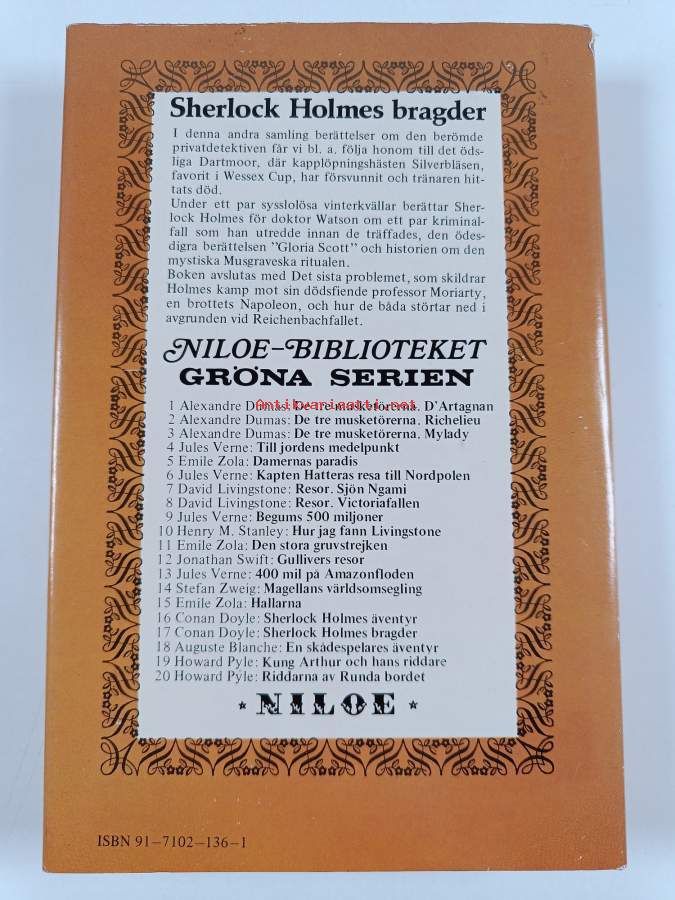 Sherlock Holmes bragder
I denna andra samling berättelser om den berömde
privatdetektiven får vi bl. a. följa honom till det öds-
liga Dartmoor, där kapplöpningshästen Silverbläsen,
favorit i Wessex Cup, har försvunnit och tränaren hit-
tats död.
Under ett par sysslolösa vinterkvällar berättar Sher-
lock Holmes för doktor Watson om ett par kriminal-
fall som han utredde innan de träffades, den ödes-
digra berättelsen "Gloria Scott" och historien om den
mystiska Musgraveska ritualen.
Boken avslutas med Det sista problemet, som skildrar
Holmes kamp mot sin dödsfiende professor Moriarty,
en brottets Napoleon, och hur de båda störtar ned i
avgrunden vid Reichenbachfallet.
NILOE-BIBLIOTEKET
GRÖNA SERIEN
Antikvariaatti.net
1 Alexandre Dumas: De tre musketörerna. D'Artagnan
2 Alexandre Dumas: De tre musketörerna. Richelieu
3 Alexandre Dumas: De tre musketörerna. Mylady
4 Jules Verne: Till jordens medelpunkt
5 Emile Zola: Damernas paradis
6 Jules Verne: Kapten Hatteras resa till Nordpolen
7 David Livingstone: Resor. Sjön Ngami
8 David Livingstone: Resor. Victoriafallen
9 Jules Verne: Begums 500 miljoner
10 Henry M. Stanley: Hur jag fann Livingstone
11 Emile Zola: Den stora gruvstrejken
12 Jonathan Swift: Gullivers resor
13 Jules Verne: 400 mil på Amazonfloden
14 Stefan Zweig: Magellans världsomsegling
15 Emile Zola: Hallarna
16 Conan Doyle: Sherlock Holmes äventyr
17 Conan Doyle: Sherlock Holmes bragder
18 Auguste Blanche: En skådespelares äventyr
19 Howard Pyle: Kung Arthur och hans riddare
20 Howard Pyle: Riddarna av Runda bordet
* NILOE *
ISBN 91-7102-136-1